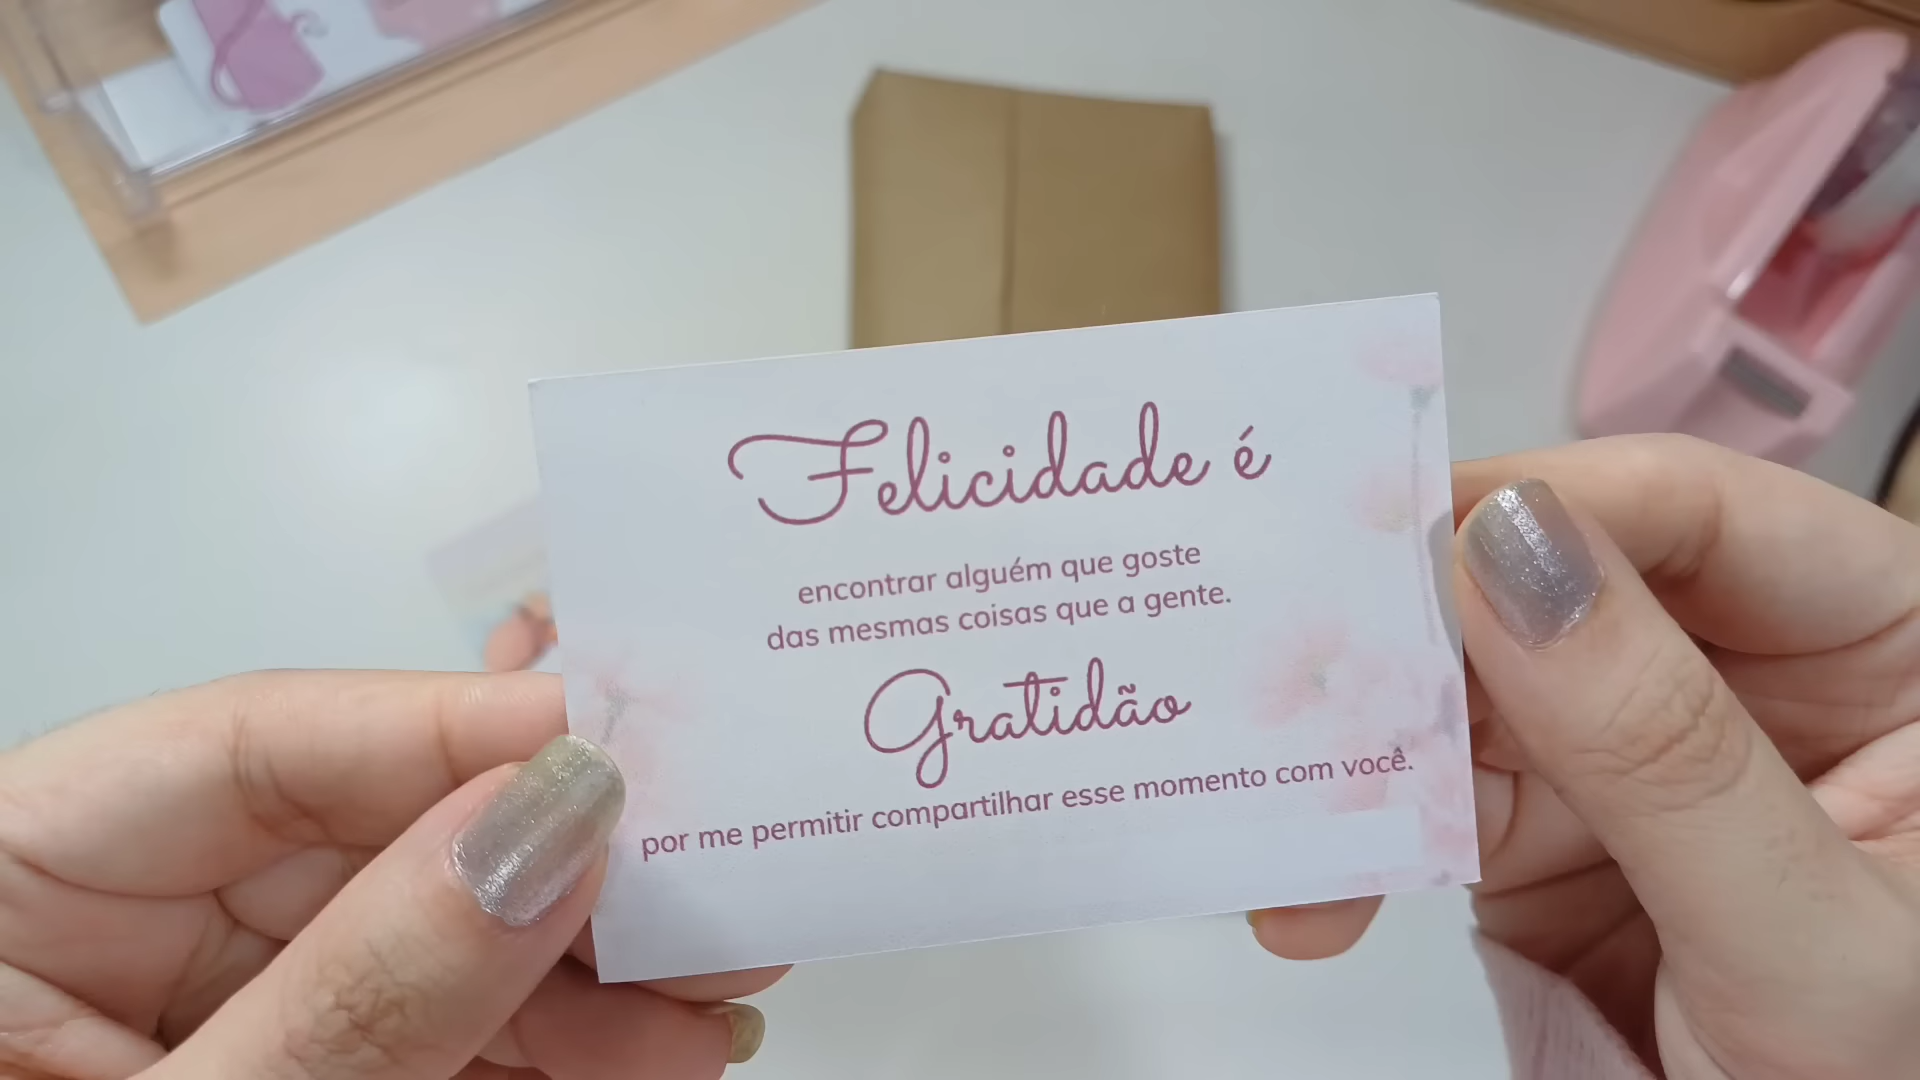 Felicidade é
encontrar alguém que goste
das mesmas coisas que a gente.
Gratidão
por me permitir compartilhar esse momento com você.